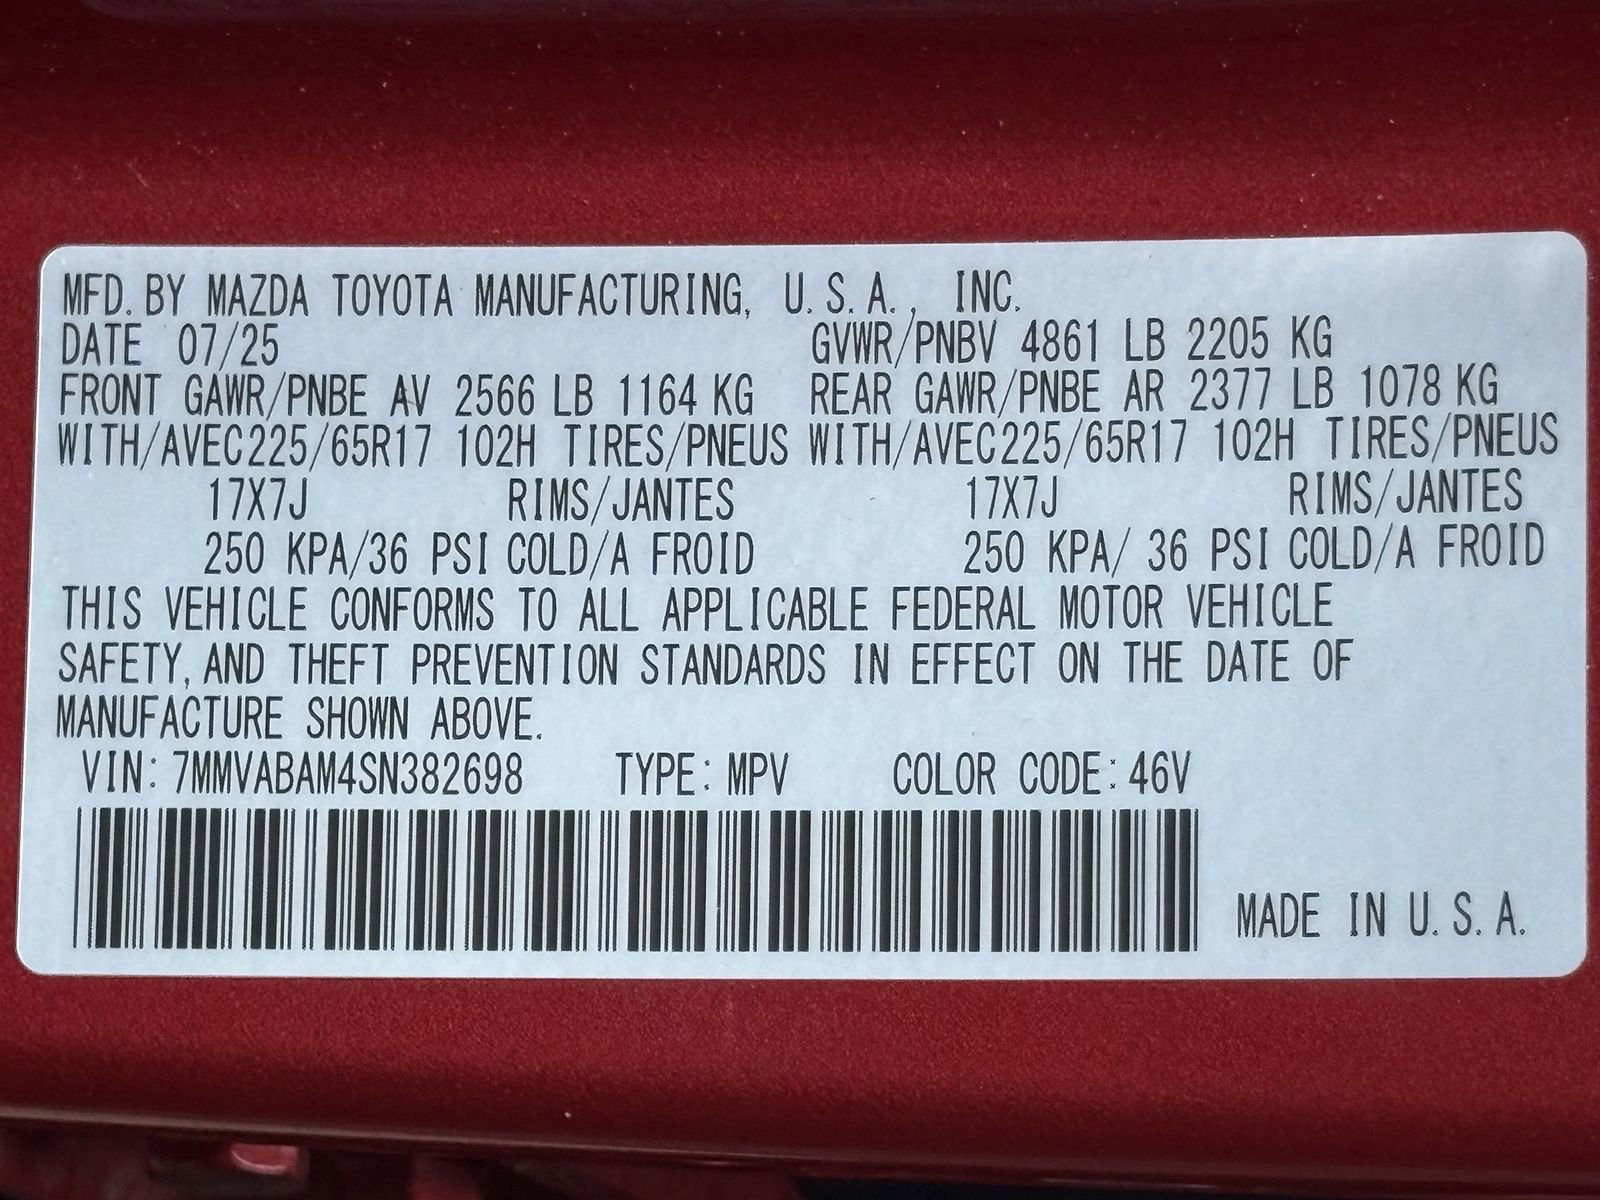 MFD. BY MAZDA TOYOTA MANUFACTURING, U.S.A., INC.
DATE 07/25 GVWR/PNBV 4861 LB 2205 KG
FRONT GAWR/PNBE AV 2566 LB 1164 KG REAR GAWR/PNBE AR 2377 LB 1078 KG
WITH/AVEC225/65R17 102H TIRES/PNEUS WITH/AVEC225/65R17 102H TIRES/PNEUS
17X7J RIMS/JANTES 17X7J RIMS/JANTES
250 KPA/36 PSI COLD/A FROID 250 KPA/ 36 PSI COLD/A FROID
THIS VEHICLE CONFORMS TO ALL APPLICABLE FEDERAL MOTOR VEHICLE
SAFETY, AND THEFT PREVENTION STANDARDS IN EFFECT ON THE DATE OF
MANUFACTURE SHOWN ABOVE.
VIN: 7MMVABAM4SN382698 TYPE: MPV COLOR CODE: 46V
MADE IN U.S.A.